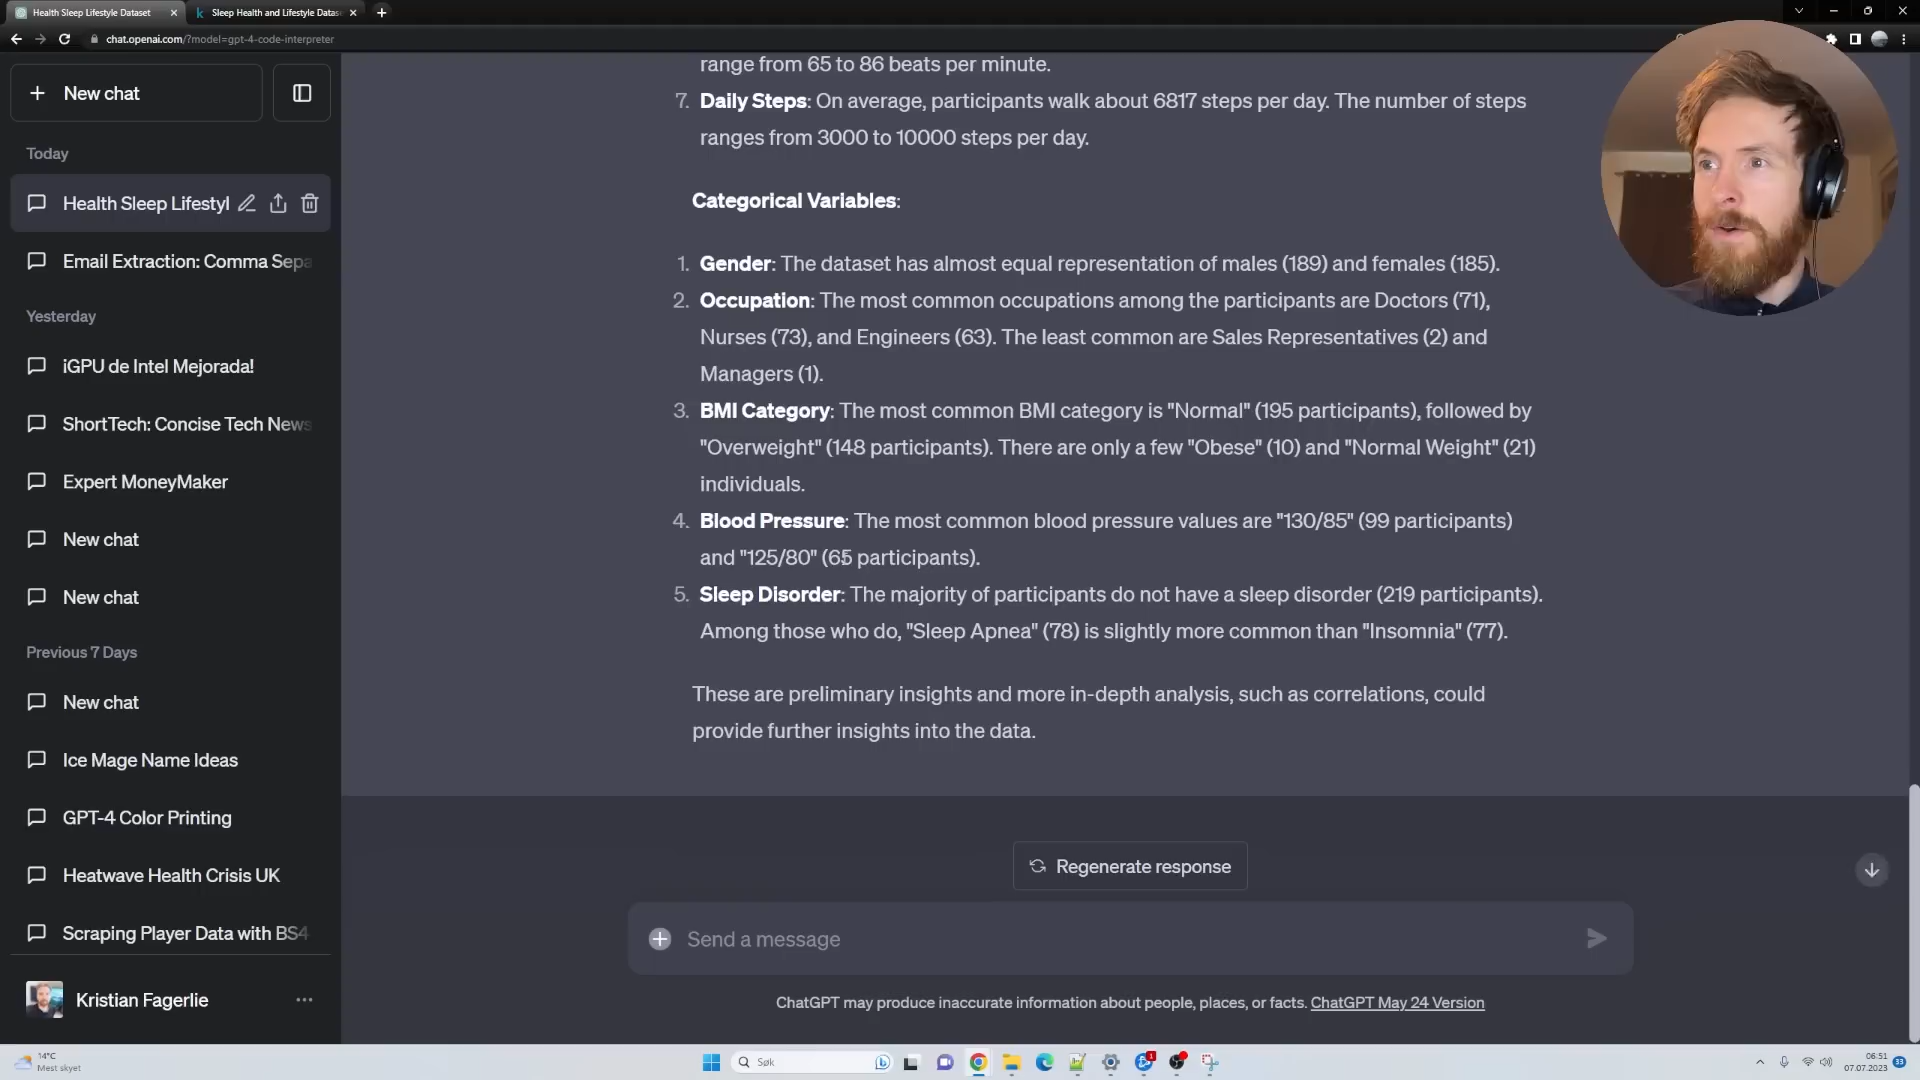 Health Sleep Lifestyle Dataset
Sleep Health and Lifestyle Datase
chat.openai.com/?model=gpt-4-code-interpreter
New chat
Today
Health Sleep Lifestyl
Email Extraction: Comma Sepa
Yesterday
iGPU de Intel Mejorada!
ShortTech: Concise Tech News
Expert MoneyMaker
New chat
New chat
Previous 7 Days
New chat
Ice Mage Name Ideas
GPT-4 Color Printing
Heatwave Health Crisis UK
Scraping Player Data with BS4
Kristian Fagerlie
range from 65 to 86 beats per minute.
7. Daily Steps: On average, participants walk about 6817 steps per day. The number of steps
ranges from 3000 to 10000 steps per day.
Categorical Variables:
1. Gender: The dataset has almost equal representation of males (189) and females (185).
2. Occupation: The most common occupations among the participants are Doctors (71),
Nurses (73), and Engineers (63). The least common are Sales Representatives (2) and
Managers (1).
3. BMI Category: The most common BMI category is "Normal" (195 participants), followed by
"Overweight" (148 participants). There are only a few "Obese" (10) and "Normal Weight" (21)
individuals.
4. Blood Pressure: The most common blood pressure values are "130/85" (99 participants)
and "125/80" (65 participants).
5. Sleep Disorder: The majority of participants do not have a sleep disorder (219 participants).
Among those who do, "Sleep Apnea" (78) is slightly more common than "Insomnia" (77).
These are preliminary insights and more in-depth analysis, such as correlations, could
provide further insights into the data.
Regenerate response
Send a message
ChatGPT may produce inaccurate information about people, places, or facts. ChatGPT May 24 Version
14°C
Mest skyet
Søk
1
06:51
07.07.2023
33